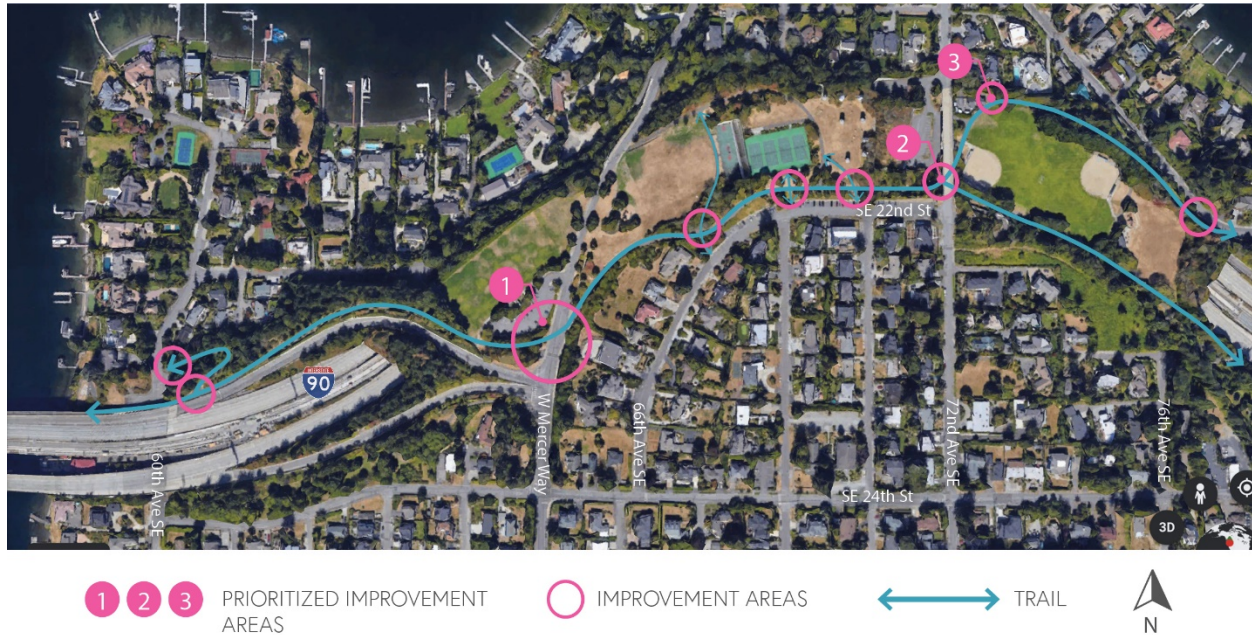 3
2
SE 22nd St
1
INTERSTATE
90
60th Ave SE
W Mercer Way
66th Ave SE
72nd Ave SE
76th Ave SE
SE 24th St
3D
1 2 3 PRIORITIZED IMPROVEMENT
AREAS
IMPROVEMENT AREAS
TRAIL
N